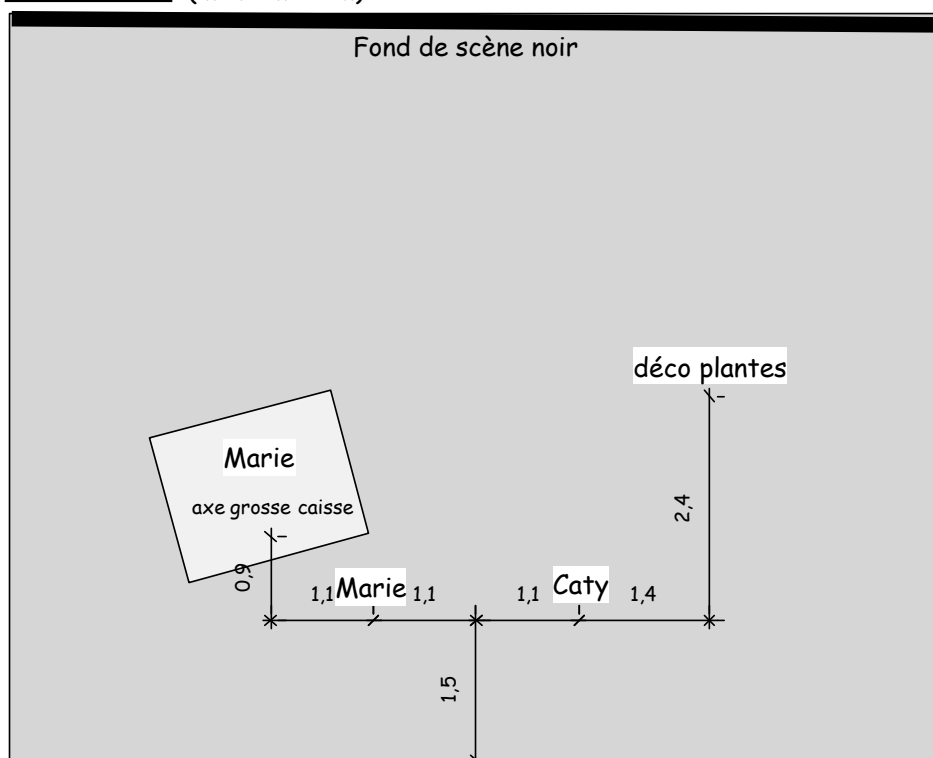 Fond de scène noir
déco plantes
Marie
axe grosse caisse
2,4
0,9
1,1 Marie 1,1
1,1 Caty 1,4
1,5